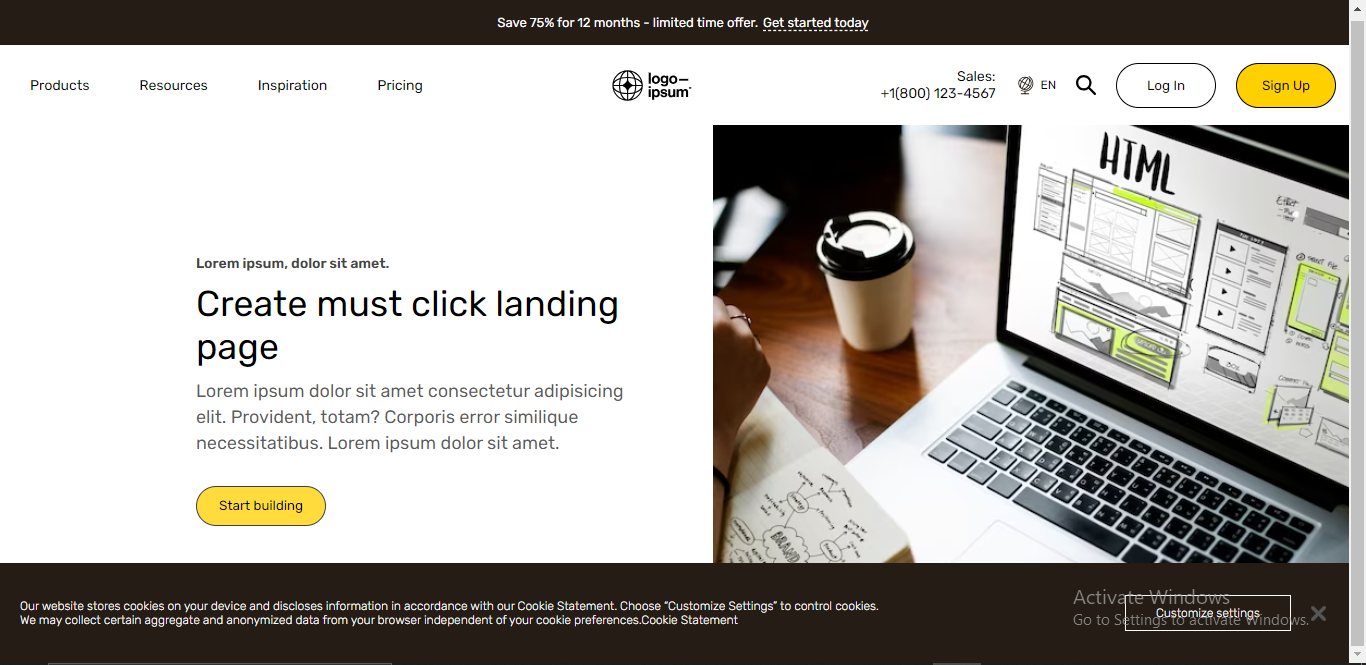 Save 75% for 12 months - limited time offer. Get started today
Products Resources Inspiration Pricing
logo—
ipsum
Sales:
+1(800) 123-4567
EN
Log In
Sign Up
Lorem ipsum, dolor sit amet.
Create must click landing
page
Lorem ipsum dolor sit amet consectetur adipisicing
elit. Provident, totam? Corporis error similique
necessitatibus. Lorem ipsum dolor sit amet.
Start building
HTML
BRAND
Our website stores cookies on your device and discloses information in accordance with our Cookie Statement. Choose “Customize Settings” to control cookies.
We may collect certain aggregate and anonymized data from your browser independent of your cookie preferences.Cookie Statement
Customize settings
Activate Windows
Go to Settings to activate Windows.